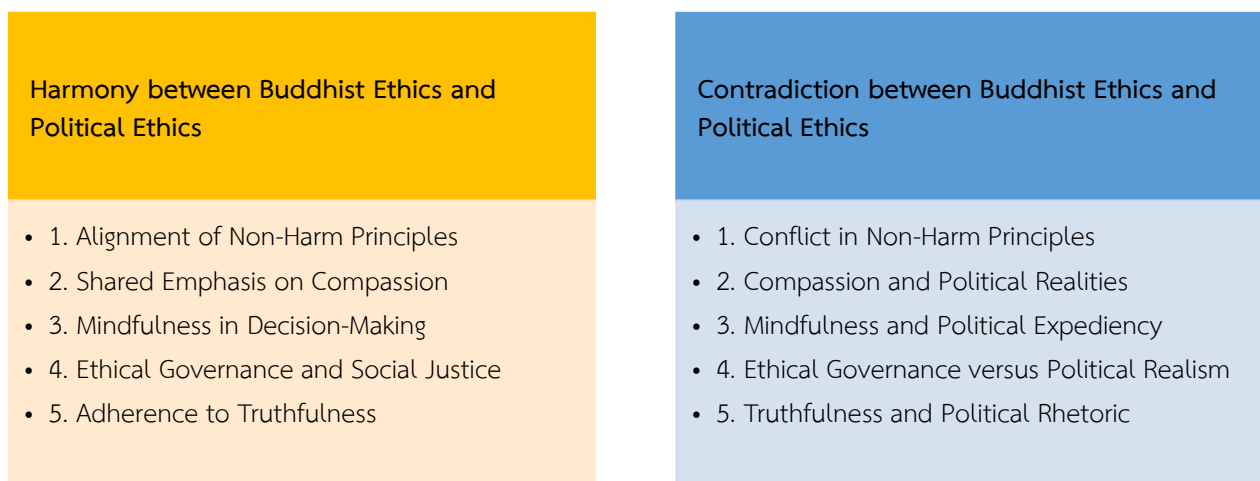 Harmony between Buddhist Ethics and
Political Ethics
• 1. Alignment of Non-Harm Principles
• 2. Shared Emphasis on Compassion
• 3. Mindfulness in Decision-Making
• 4. Ethical Governance and Social Justice
• 5. Adherence to Truthfulness
Contradiction between Buddhist Ethics and
Political Ethics
• 1. Conflict in Non-Harm Principles
• 2. Compassion and Political Realities
• 3. Mindfulness and Political Expediency
• 4. Ethical Governance versus Political Realism
• 5. Truthfulness and Political Rhetoric